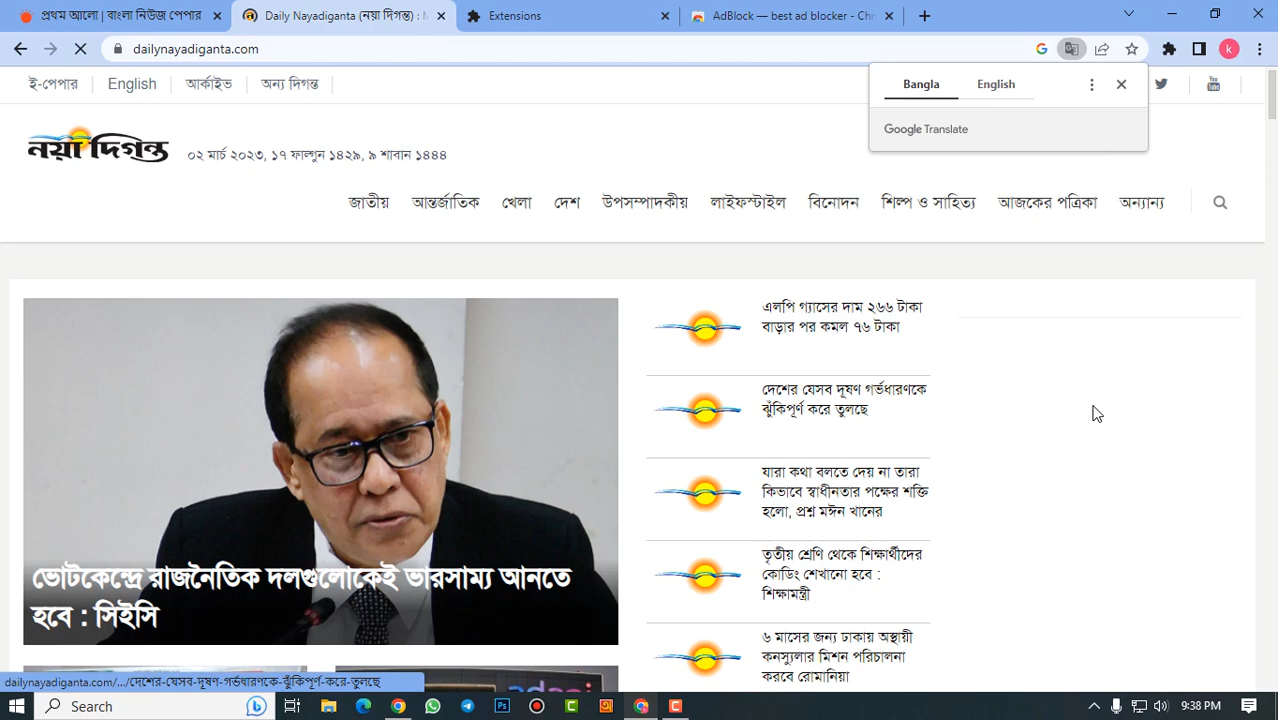 প্রথম আলো | বাংলা নিউজ পেপার
Daily Nayadiganta (নয়া দিগন্ত) :
Extensions
AdBlock — best ad blocker - Chr
dailynayadiganta.com
k
ই-পেপার
English
আর্কাইভ
অন্য দিগন্ত
Bangla
English
Google Translate
You Tube
নয়া দিগন্ত
০২ মার্চ ২০২৩, ১৭ ফাল্গুন ১৪২৯, ৯ শাবান ১৪৪৪
জাতীয়
আন্তর্জাতিক
খেলা
দেশ
উপসম্পাদকীয়
লাইফস্টাইল
বিনোদন
শিল্প ও সাহিত্য
আজকের পত্রিকা
অন্যান্য
ভোটকেন্দ্রে রাজনৈতিক দলগুলোকেই ভারসাম্য আনতে
হবে : সিইসি
এলপি গ্যাসের দাম ২৬৬ টাকা
বাড়ার পর কমল ৭৬ টাকা
দেশের যেসব দূষণ গর্ভধারণকে
ঝুঁকিপূর্ণ করে তুলছে
যারা কথা বলতে দেয় না তারা
কিভাবে স্বাধীনতার পক্ষের শক্তি
হলো, প্রশ্ন মঈন খানের
তৃতীয় শ্রেণি থেকে শিক্ষার্থীদের
কোডিং শেখানো হবে :
শিক্ষামন্ত্রী
৬ মাসের জন্য ঢাকায় অস্থায়ী
কনস্যুলার মিশন পরিচালনা
করবে রোমানিয়া
adani
dailynayadiganta.com/.../দেশের-যেসব-দূষণ-গর্ভধারণকে-ঝুঁকিপূর্ণ-করে-তুলছে
Search
Ps
9:38 PM